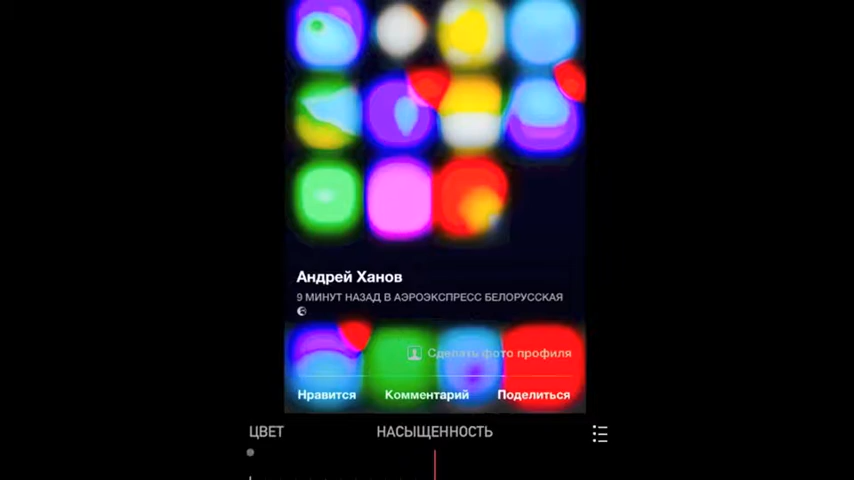 Андрей Ханов
9 МИНУТ НАЗАД В АЭРОЭКСПРЕСС БЕЛОРУССКАЯ
Сделать фото профиля
Нравится Комментарий Поделиться
ЦВЕТ НАСЫЩЕННОСТЬ